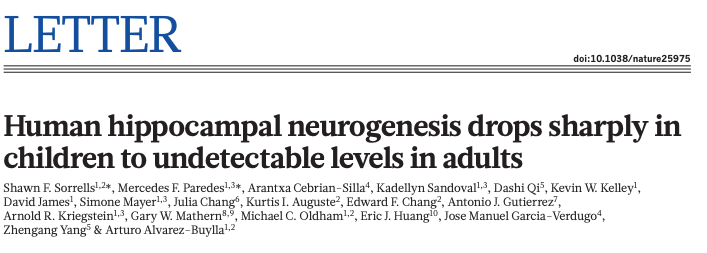 LETTER
doi:10.1038/nature25975
Human hippocampal neurogenesis drops sharply in
children to undetectable levels in adults
Shawn F. Sorrells1,2*, Mercedes F. Paredes1,3*, Arantxa Cebrian-Silla4, Kadellyn Sandoval1,3, Dashi Qi5, Kevin W. Kelley1,
David James1, Simone Mayer1,3, Julia Chang6, Kurtis I. Auguste2, Edward F. Chang2, Antonio J. Gutierrez7,
Arnold R. Kriegstein1,3, Gary W. Mathern8,9, Michael C. Oldham1,2, Eric J. Huang10, Jose Manuel Garcia-Verdugo4,
Zhengang Yang5 & Arturo Alvarez-Buylla1,2